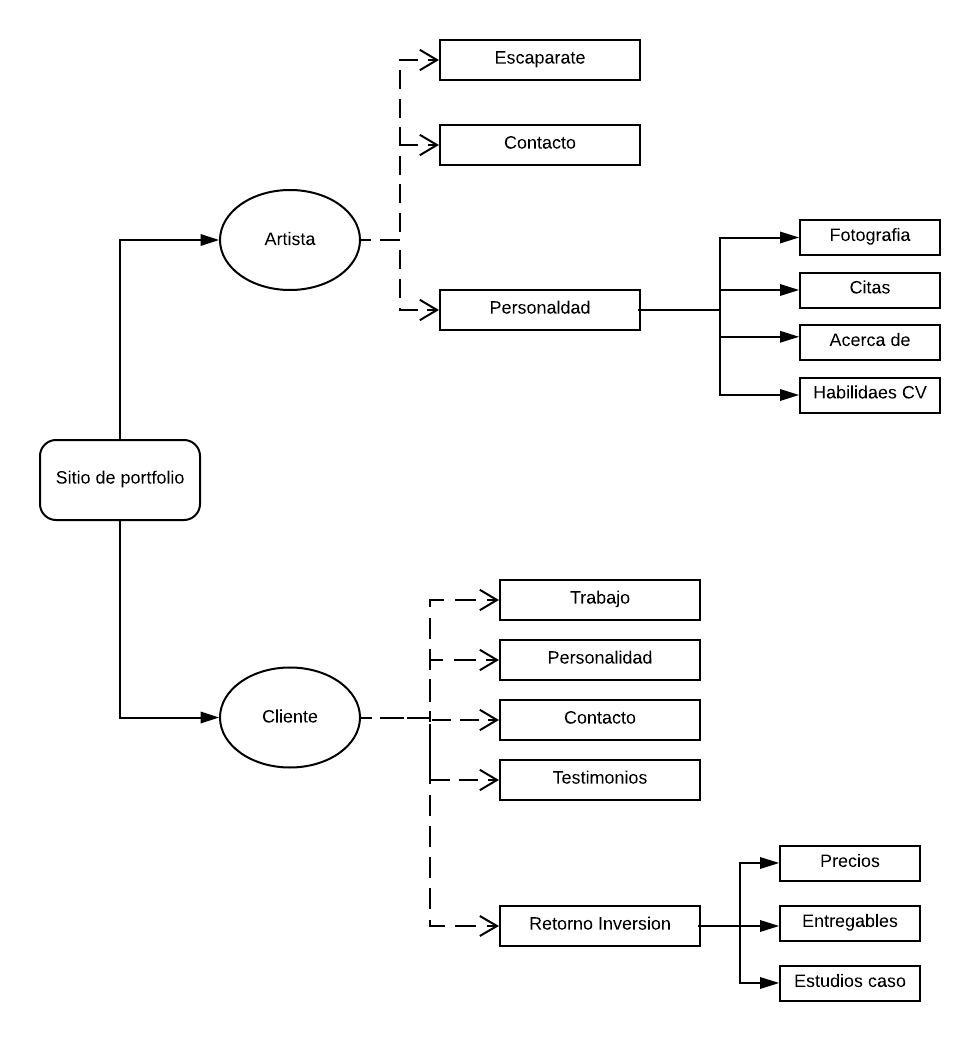 Escaparate
Contacto
Artista
Personaldad
Fotografia
Citas
Acerca de
Habilidaes CV
Sitio de portfolio
Trabajo
Personalidad
Cliente
Contacto
Testimonios
Retorno Inversion
Precios
Entregables
Estudios caso